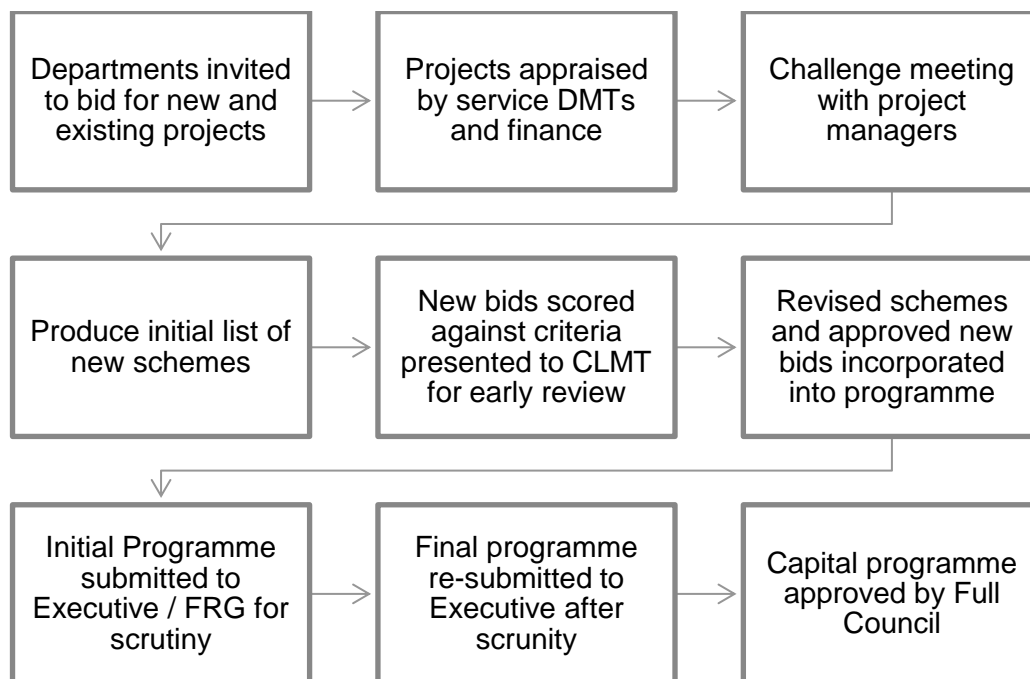 Departments invited
to bid for new and
existing projects
Projects appraised
by service DMTs
and finance
Challenge meeting
with project
managers
Produce initial list of
new schemes
New bids scored
against criteria
presented to CLMT
for early review
Revised schemes
and approved new
bids incorporated
into programme
Initial Programme
submitted to
Executive / FRG for
scrutiny
Final programme
re-submitted to
Executive after
scrunity
Capital programme
approved by Full
Council